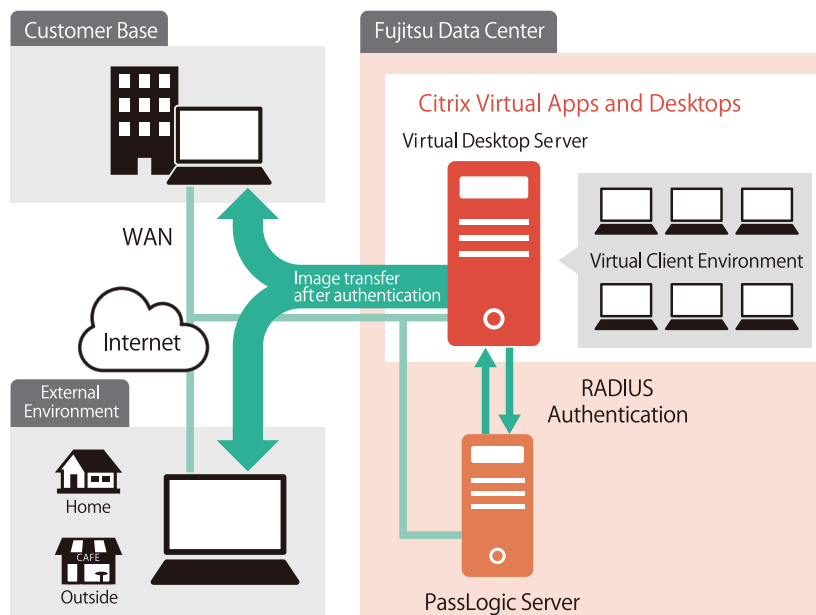 Customer Base
Fujitsu Data Center
Citrix Virtual Apps and Desktops
Virtual Desktop Server
WAN
Image transfer
after authentication
Virtual Client Environment
Internet
External
Environment
RADIUS
Authentication
Home
CAFE
Outside
PassLogic Server